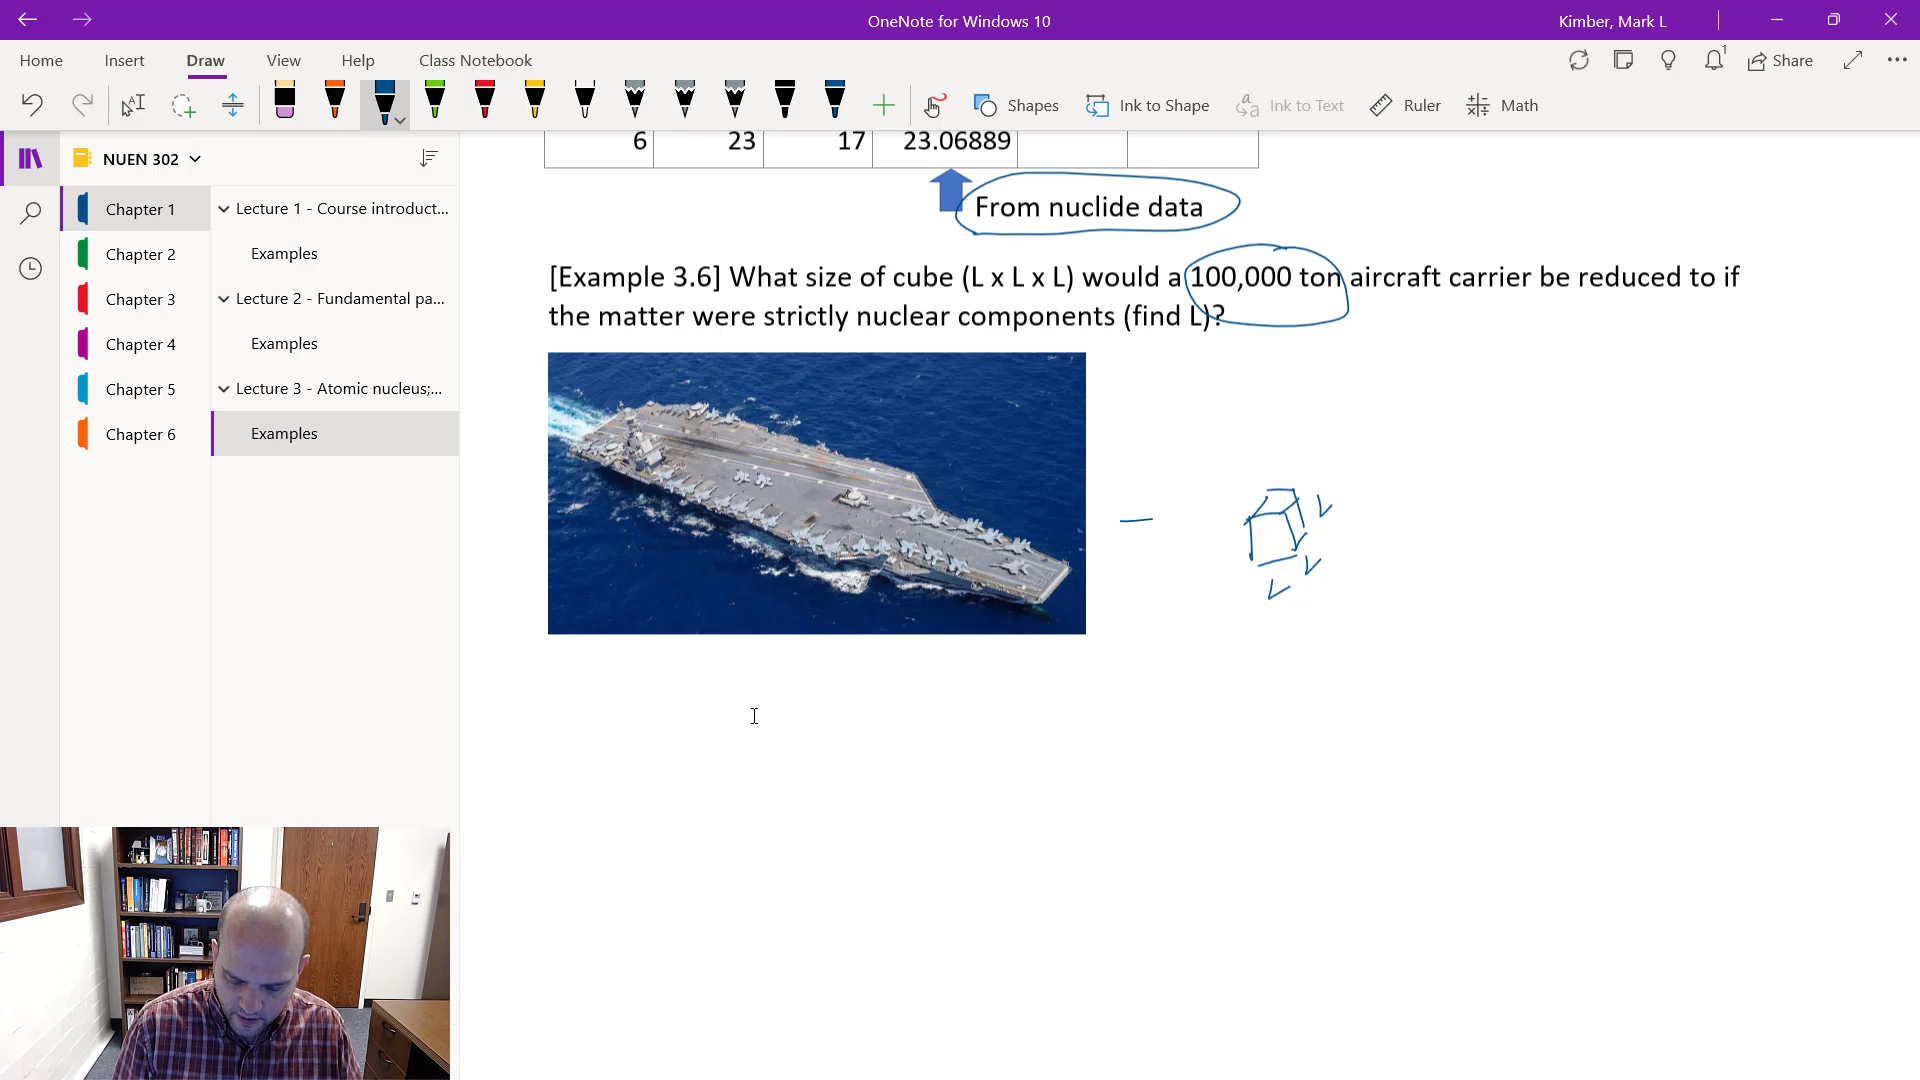 OneNote for Windows 10
Kimber, Mark L
Home Insert Draw View Help Class Notebook
1
Share
Shapes Ink to Shape Ink to Text Ruler Math
NUEN 302
Chapter 1
Chapter 2
Chapter 3
Chapter 4
Chapter 5
Chapter 6
Lecture 1 - Course introduct...
Examples
Lecture 2 - Fundamental pa...
Examples
Lecture 3 - Atomic nucleus;...
Examples
6 23 17 23.06889
From nuclide data
[Example 3.6] What size of cube (L x L x L) would a 100,000 ton aircraft carrier be reduced to if
the matter were strictly nuclear components (find L)?
L
L
L